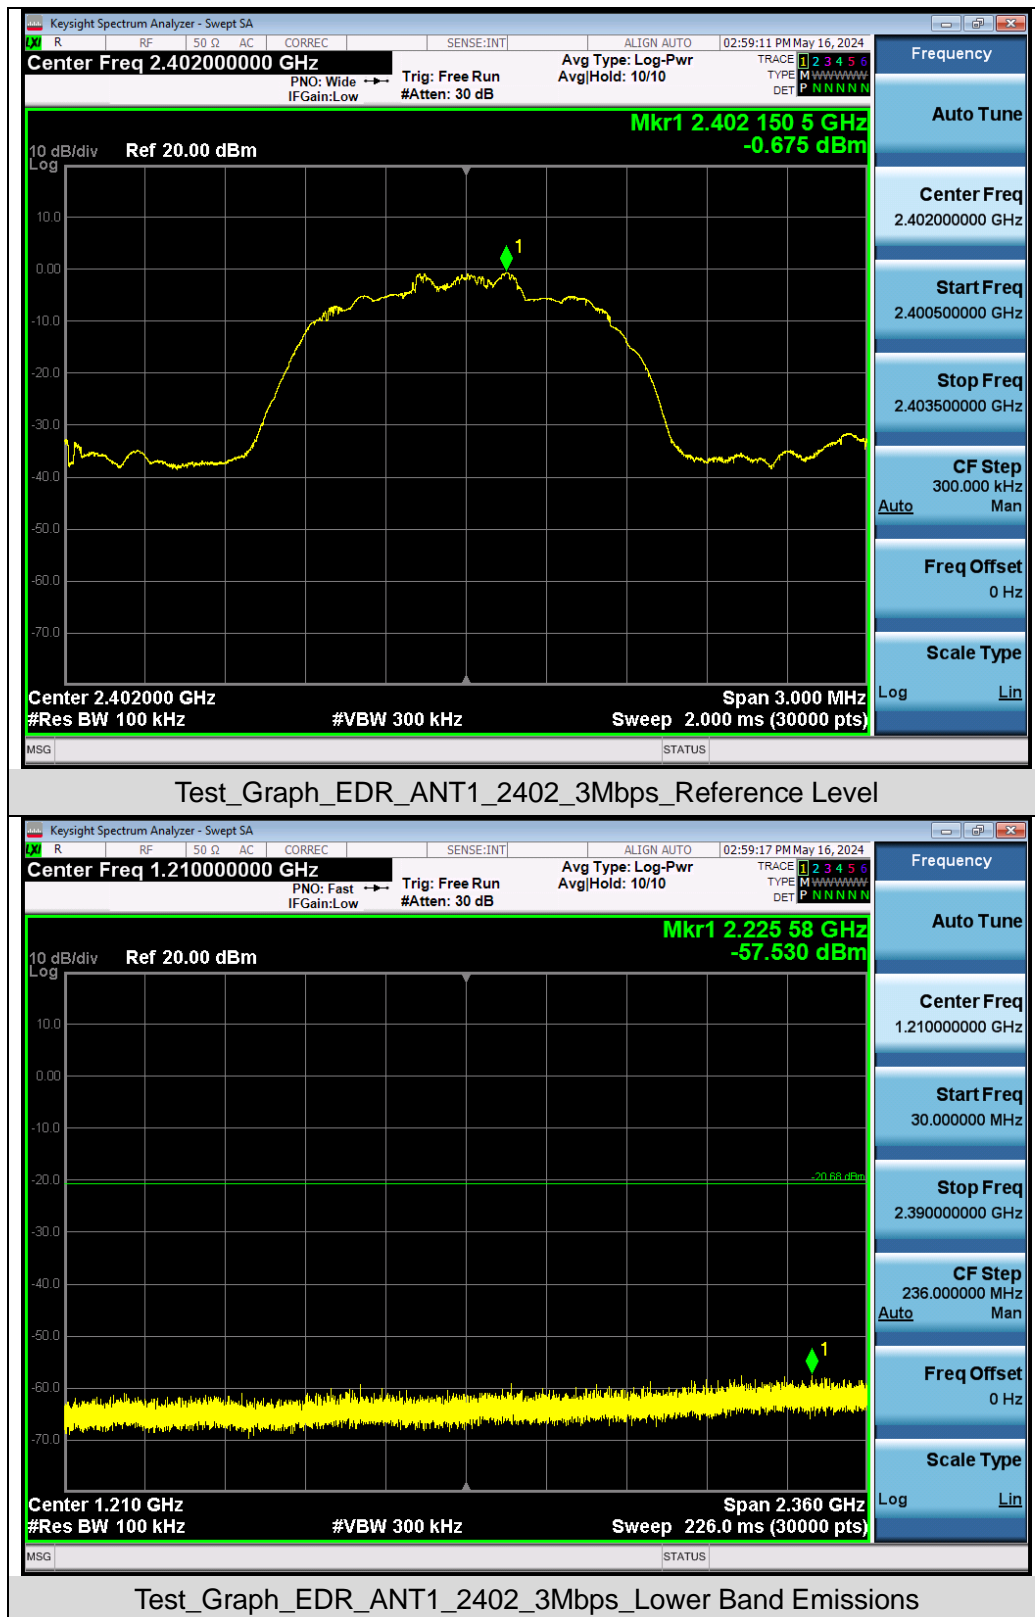 Keysight Spectrum Analyzer - Swept SA
LXI R RF 50 Ω AC CORREC SENSE:INT ALIGN AUTO 02:59:11 PM May 16, 2024
Center Freq 2.402000000 GHz
PNO: Wide
IFGain:Low
Trig: Free Run
#Atten: 30 dB
Avg Type: Log-Pwr
Avg|Hold: 10/10
TRACE 1 2 3 4 5 6
TYPE M WWWWW
DET P N N N N N
Mkr1 2.402 150 5 GHz
-0.675 dBm
10 dB/div Ref 20.00 dBm
Log
10.0
0.00
-10.0
-20.0
-30.0
-40.0
-50.0
-60.0
-70.0
1
Center 2.402000 GHz Span 3.000 MHz
#Res BW 100 kHz #VBW 300 kHz Sweep 2.000 ms (30000 pts)
MSG STATUS
Frequency
Auto Tune
Center Freq
2.402000000 GHz
Start Freq
2.400500000 GHz
Stop Freq
2.403500000 GHz
CF Step
300.000 kHz
Auto Man
Freq Offset
0 Hz
Scale Type
Log Lin
Test_Graph_EDR_ANT1_2402_3Mbps_Reference Level
Keysight Spectrum Analyzer - Swept SA
LXI R RF 50 Ω AC CORREC SENSE:INT ALIGN AUTO 02:59:17 PM May 16, 2024
Center Freq 1.210000000 GHz
PNO: Fast
IFGain:Low
Trig: Free Run
#Atten: 30 dB
Avg Type: Log-Pwr
Avg|Hold: 10/10
TRACE 1 2 3 4 5 6
TYPE M WWWWW
DET P N N N N N
Mkr1 2.225 58 GHz
-57.530 dBm
10 dB/div Ref 20.00 dBm
Log
10.0
0.00
-10.0
-20.0
-30.0
-40.0
-50.0
-60.0
-70.0
-20.68 dBm
1
Center 1.210 GHz Span 2.360 GHz
#Res BW 100 kHz #VBW 300 kHz Sweep 226.0 ms (30000 pts)
MSG STATUS
Frequency
Auto Tune
Center Freq
1.210000000 GHz
Start Freq
30.000000 MHz
Stop Freq
2.390000000 GHz
CF Step
236.000000 MHz
Auto Man
Freq Offset
0 Hz
Scale Type
Log Lin
Test_Graph_EDR_ANT1_2402_3Mbps_Lower Band Emissions